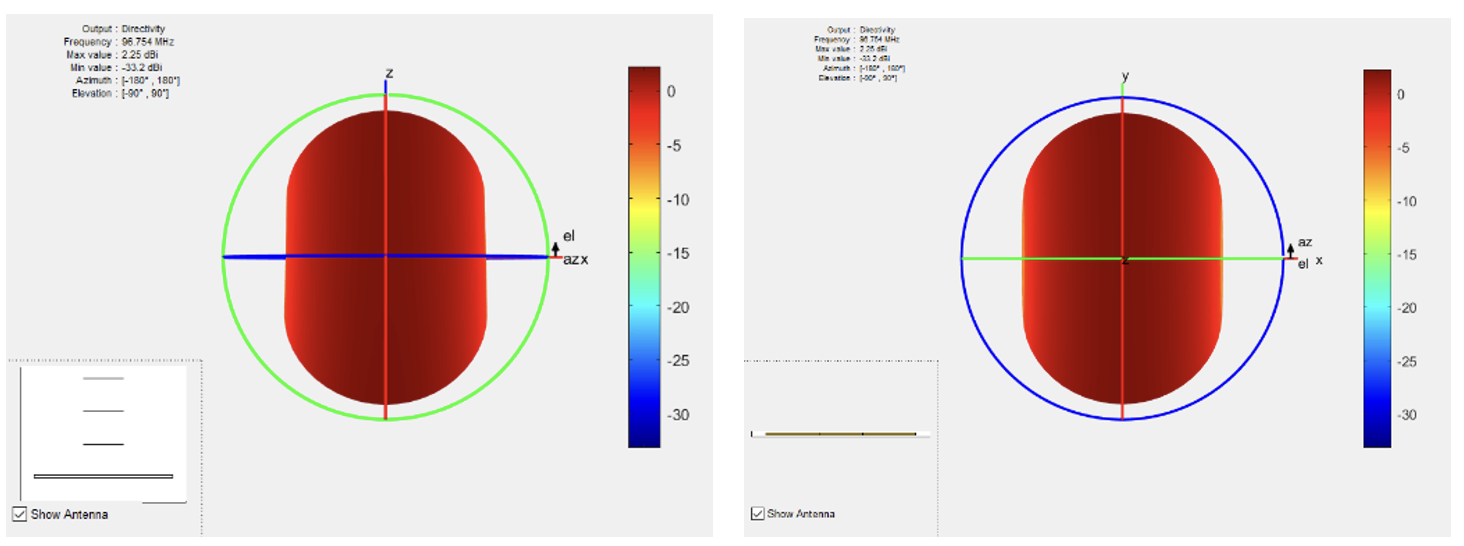 Output : Directivity
Frequency : 96.754 MHz
Max value : 2.25 dBi
Min value : -33.2 dBi
Azimuth : [-180° , 180°]
Elevation : [-90° , 90°]
z
el
az x
0
-5
-10
-15
-20
-25
-30
Show Antenna
Output : Directivity
Frequency : 96.754 MHz
Max value : 2.25 dBi
Min value : -33.2 dBi
Azimuth : [-180° , 180°]
Elevation : [-90° , 90°]
y
z
az
el x
0
-5
-10
-15
-20
-25
-30
Show Antenna